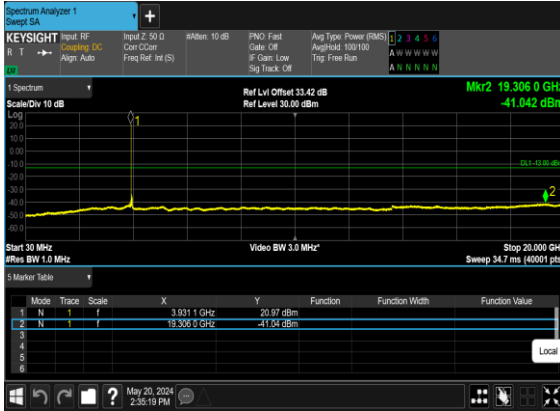 Spectrum Analyzer 1
Swept SA
+
KEYSIGHT Input: RF Input Z: 50 Ω #Atten: 10 dB PNO: Fast Avg Type: Power (RMS) 1 2 3 4 5 6
R T Coupling: DC Corr CCorr Gate: Off Avg|Hold: 100/100 A W W W W W
Align: Auto Freq Ref: Int (S) IF Gain: Low Trig: Free Run A N N N N N
Sig Track: Off
1 Spectrum Ref Lvl Offset 33.42 dB Mkr2 19.306 0 GHz
Scale/Div 10 dB Ref Level 30.00 dBm -41.042 dBm
Log
20.0
10.0
0.00
-10.0
-20.0
-30.0
-40.0
-50.0
-60.0
1
DL1 -13.00 dBm
2
Start 30 MHz Video BW 3.0 MHz* Stop 20.000 GH
#Res BW 1.0 MHz Sweep 34.7 ms (40001 pts
5 Marker Table
Mode Trace Scale X Y Function Function Width Function Value
1 N 1 f 3.931 1 GHz 20.97 dBm
2 N 1 f 19.306 0 GHz -41.04 dBm
3
4
5
6
Local
? May 20, 2024
2:35:19 PM